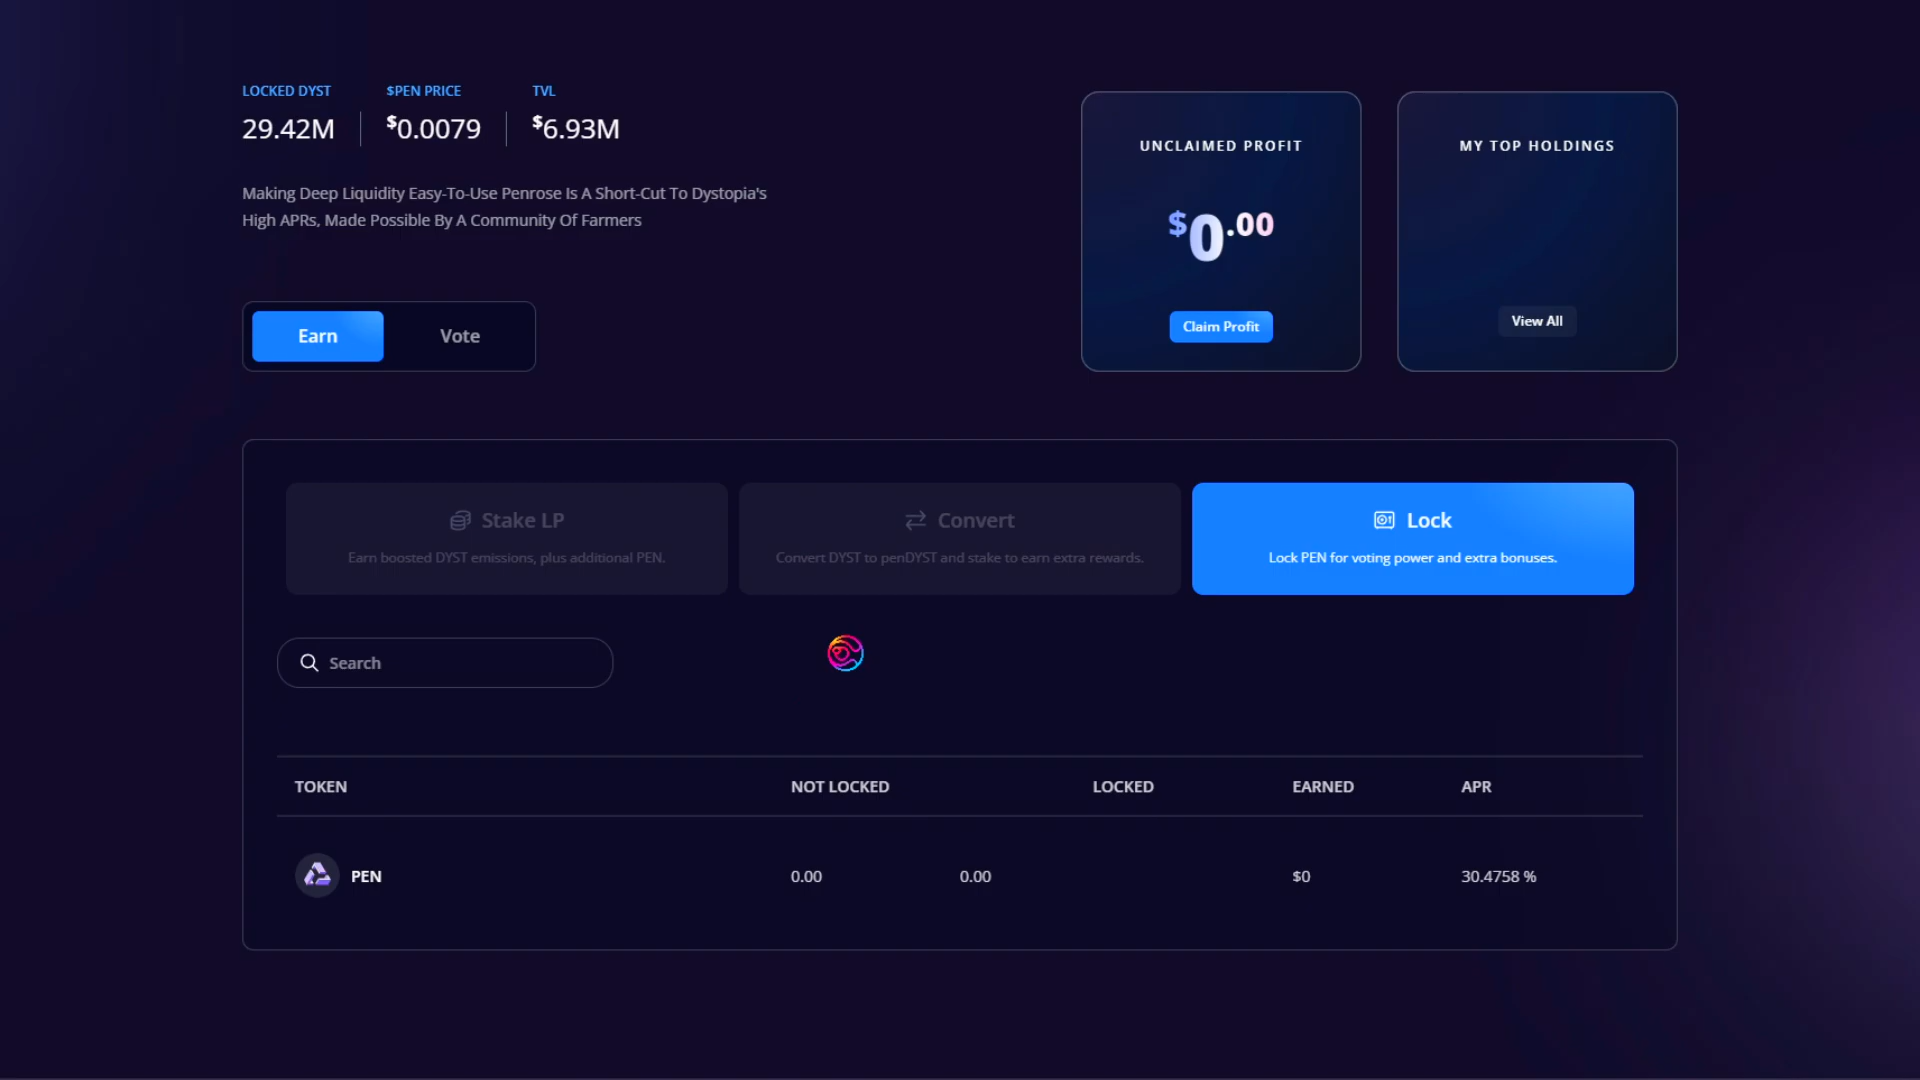 LOCKED DYST
29.42M
$PEN PRICE
$0.0079
TVL
$6.93M
Making Deep Liquidity Easy-To-Use Penrose Is A Short-Cut To Dystopia's
High APRs, Made Possible By A Community Of Farmers
Earn
Vote
UNCLAIMED PROFIT
$0.00
Claim Profit
MY TOP HOLDINGS
View All
Stake LP
Earn boosted DYST emissions, plus additional PEN.
Convert
Convert DYST to penDYST and stake to earn extra rewards.
Lock
Lock PEN for voting power and extra bonuses.
Search
TOKEN NOT LOCKED LOCKED EARNED APR
PEN 0.00 0.00 $0 30.4758 %